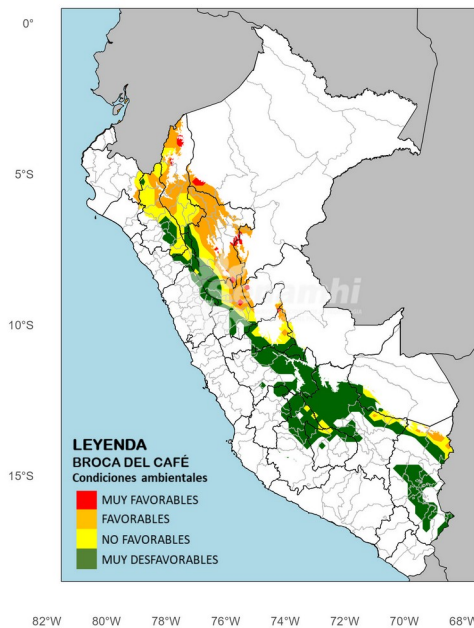 0°
5°S
Senamhi
10°S
15°S
LEYENDA
BROCA DEL CAFÉ
Condiciones ambientales
MUY FAVORABLES
FAVORABLES
NO FAVORABLES
MUY DESFAVORABLES
82°W 80°W 78°W 76°W 74°W 72°W 70°W 68°W